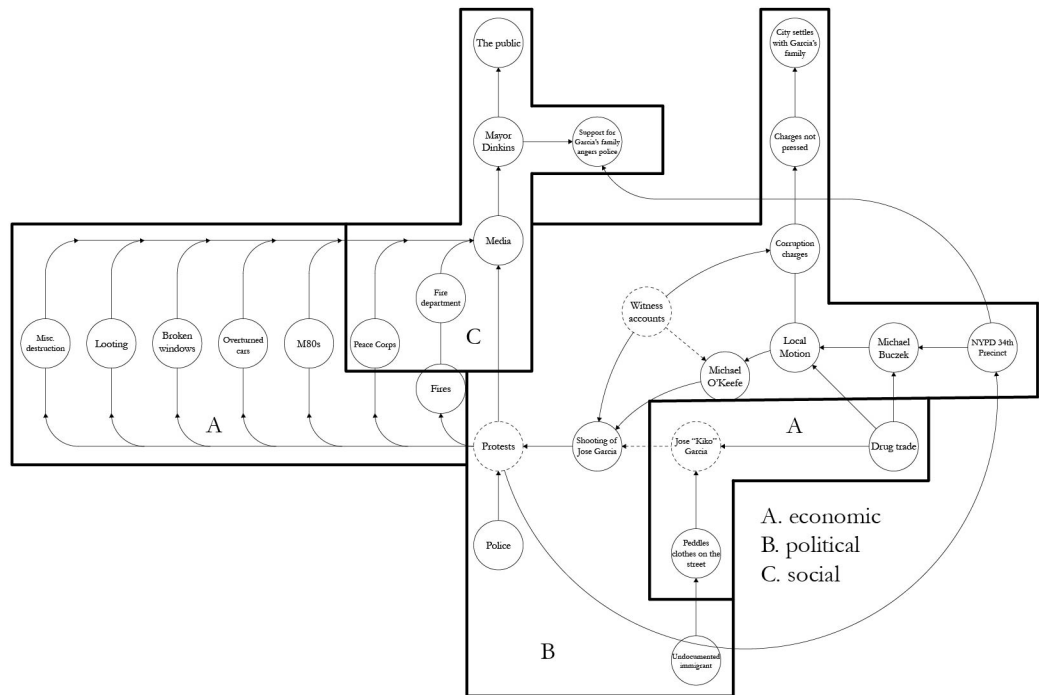 The public
City settles
with Garcia's
family
Mayor
Dinkins
Support for
Garcia's family
angers police
Charges not
pressed
Media
Corruption
charges
Fire
department
Witness
accounts
C
Misc.
destruction
Looting
Broken
windows
Overturned
cars
M80s
Peace Corps
Local
Motion
Michael
Buczek
NYPD 34th
Precinct
Fires
Michael
O'Keefe
A
A
Protests
Shooting of
Jose Garcia
Jose "Kiko"
Garcia
Drug trade
Police
Peddles
clothes on the
street
A. economic
B. political
C. social
B
Undocumented
immigrant